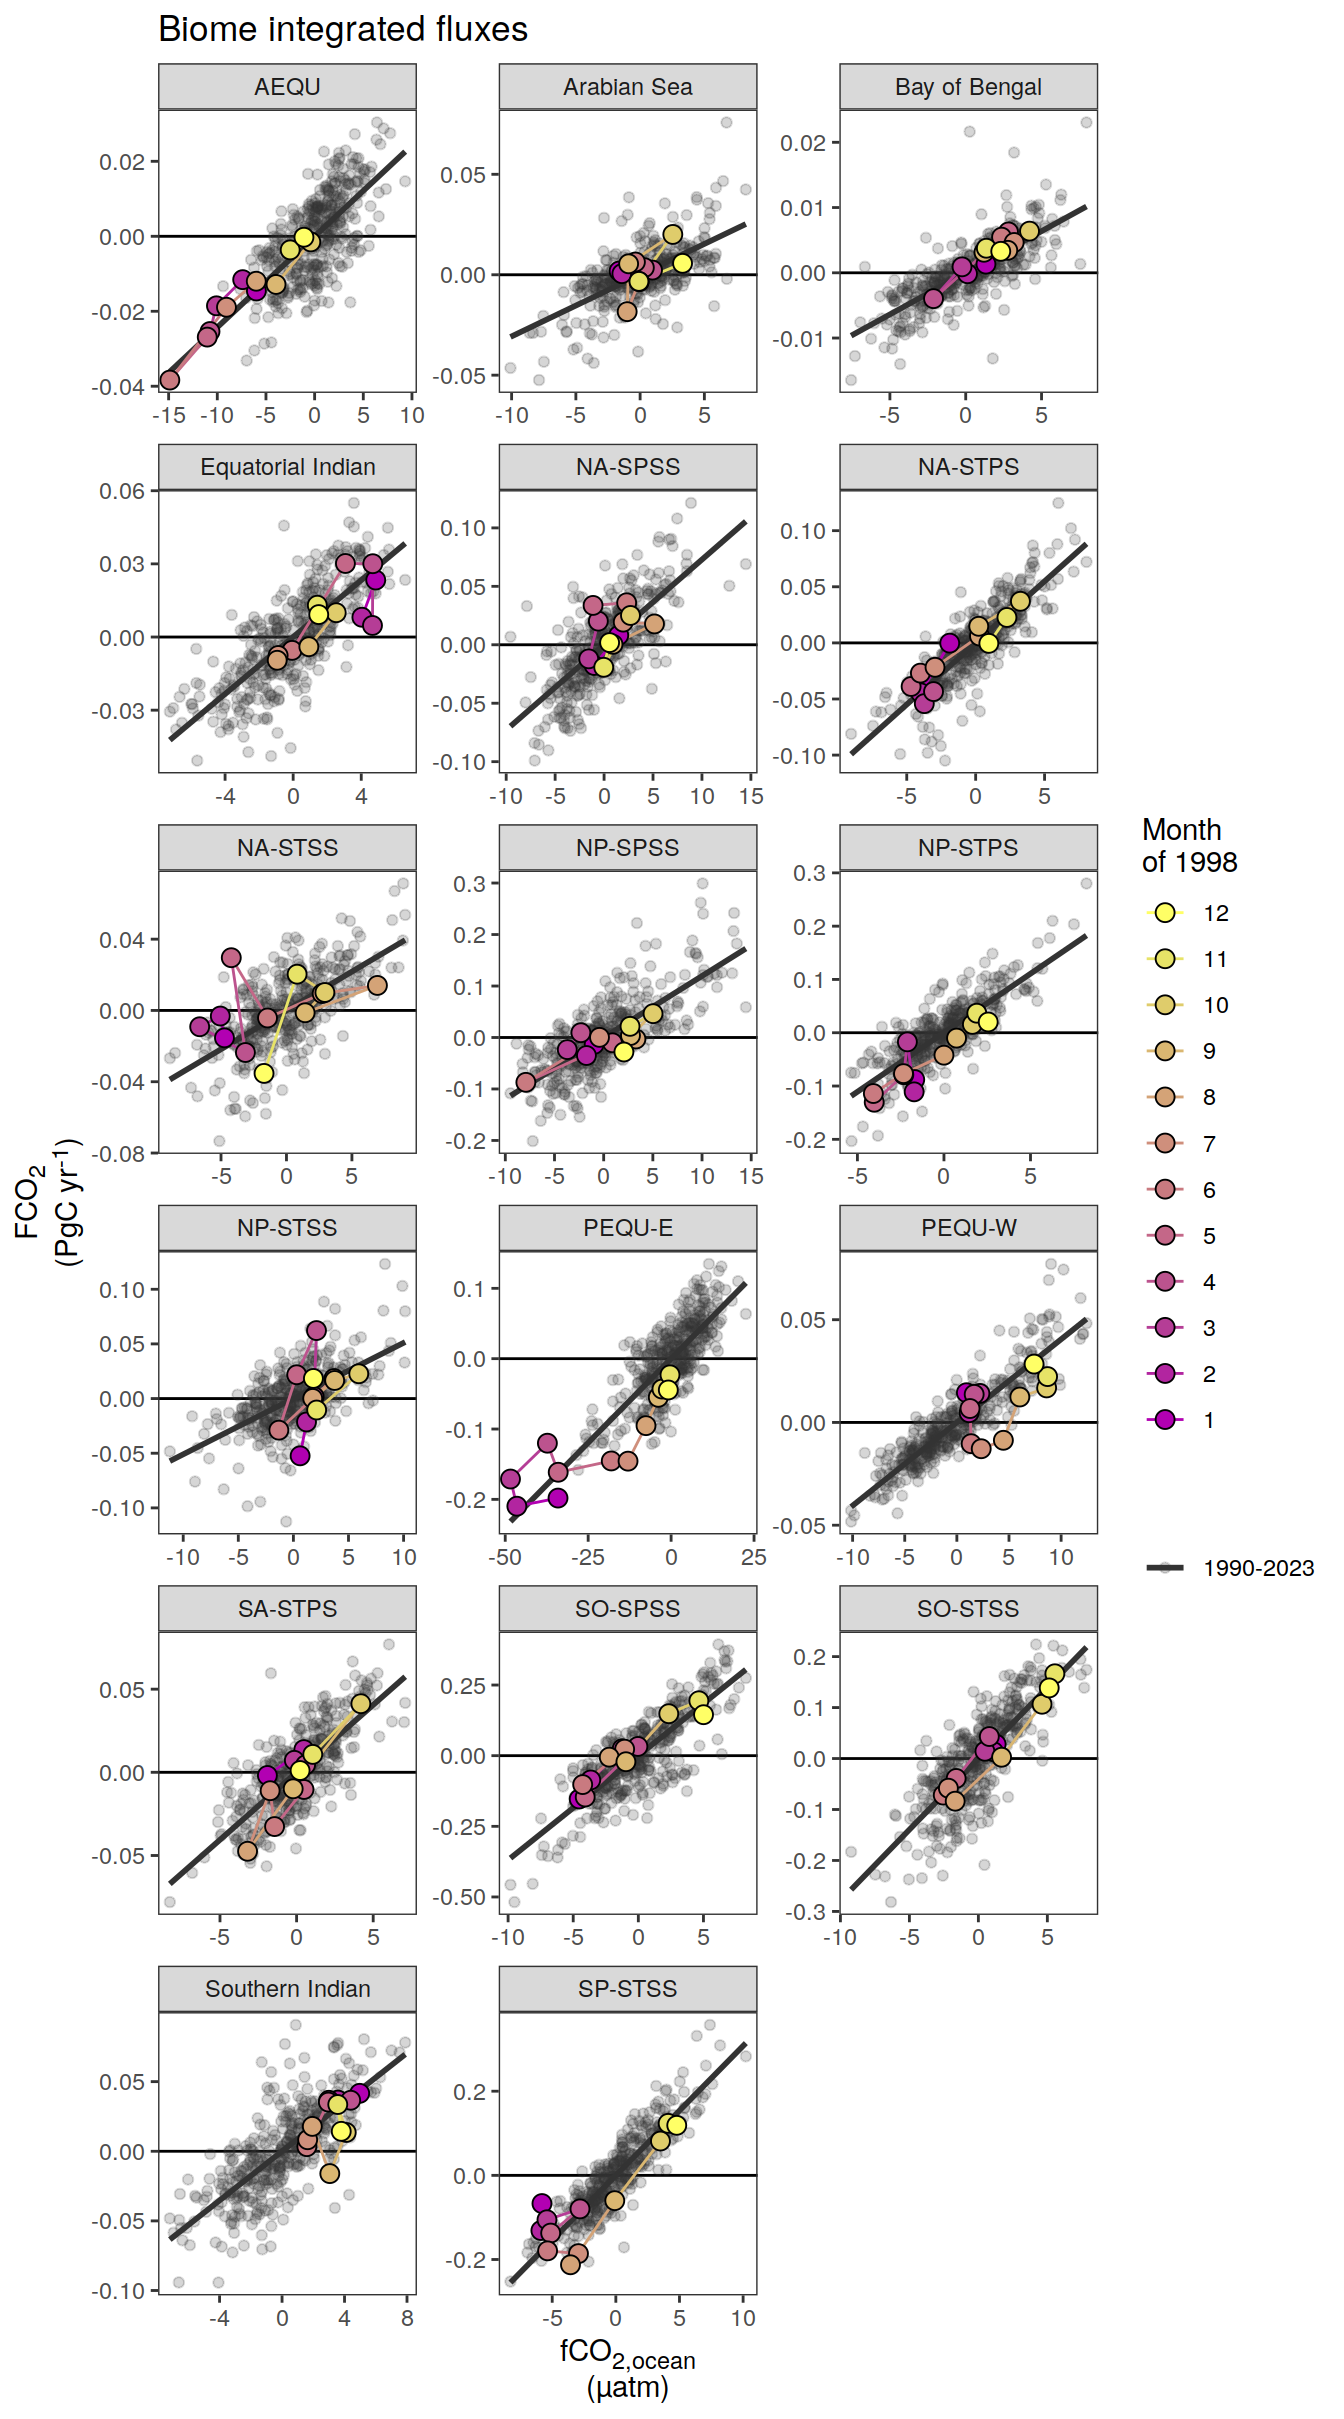 Biome integrated fluxes
AEQU
Arabian Sea
Bay of Bengal
0.02
0.00
-0.02
-0.04
0.05
0.00
-0.05
0.02
0.01
0.00
-0.01
-15 -10 -5 0 5 10
-10 -5 0 5
-5 0 5
Equatorial Indian
NA-SPSS
NA-STPS
0.06
0.03
0.00
-0.03
0.10
0.05
0.00
-0.05
-0.10
0.10
0.05
0.00
-0.05
-0.10
-4 0 4
-10 -5 0 5 10 15
-5 0 5
NA-STSS
NP-SPSS
NP-STPS
0.04
0.00
-0.04
-0.08
0.3
0.2
0.1
0.0
-0.1
-0.2
0.3
0.2
0.1
0.0
-0.1
-0.2
-5 0 5
-10 -5 0 5 10 15
-5 0 5
NP-STSS
PEQU-E
PEQU-W
0.10
0.05
0.00
-0.05
-0.10
0.1
0.0
-0.1
-0.2
0.05
0.00
-0.05
-10 -5 0 5 10
-50 -25 0 25
-10 -5 0 5 10
SA-STPS
SO-SPSS
SO-STSS
0.05
0.00
-0.05
0.25
0.00
-0.25
-0.50
0.2
0.1
0.0
-0.1
-0.2
-0.3
-5 0 5
-10 -5 0 5
-10 -5 0 5
Southern Indian
SP-STSS
0.05
0.00
-0.05
-0.10
0.2
0.0
-0.2
-4 0 4 8
-5 0 5 10
FCO2
(PgC yr-1)
fCO2,ocean
(µatm)
Month
of 1998
12
11
10
9
8
7
6
5
4
3
2
1
1990-2023